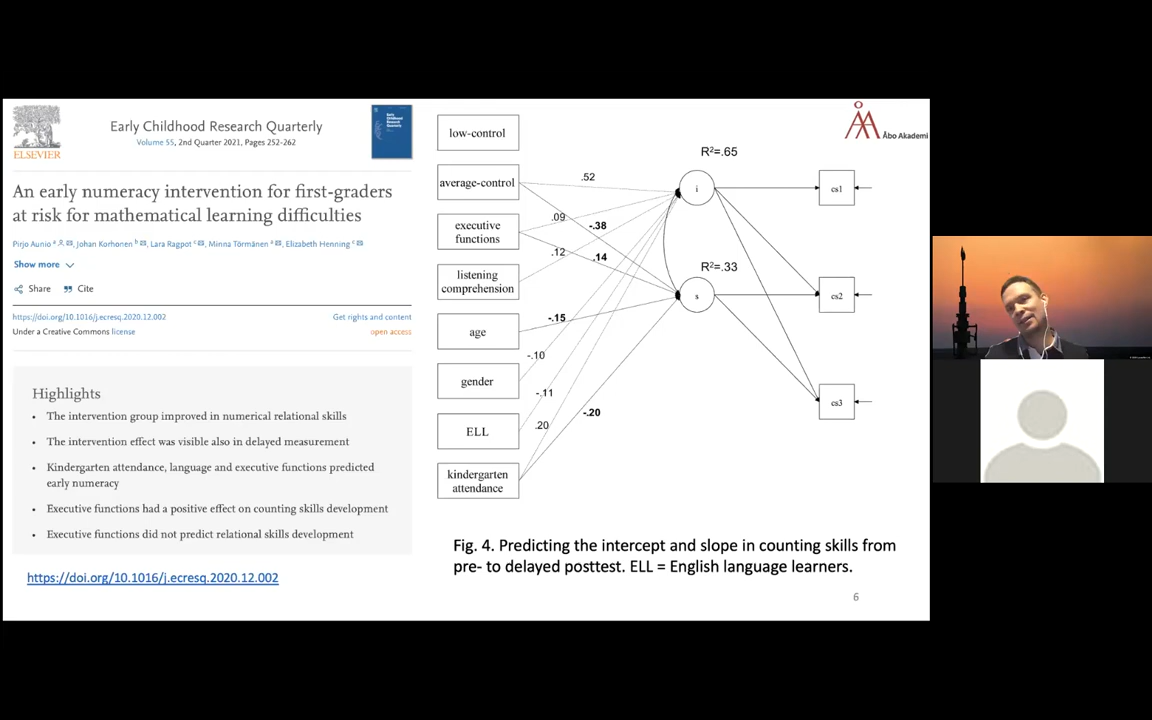 ELSEVIER
Early Childhood Research Quarterly
Volume 55, 2nd Quarter 2021, Pages 252-262
An early numeracy intervention for first-graders
at risk for mathematical learning difficulties
Pirjo Aunio a, Johan Korhonen b, Lara Ragpot c, Minna Törmänen a, Elizabeth Henning c
Show more
Share
Cite
https://doi.org/10.1016/j.ecresq.2020.12.002
Get rights and content
Under a Creative Commons license
open access
Highlights
• The intervention group improved in numerical relational skills
• The intervention effect was visible also in delayed measurement
• Kindergarten attendance, language and executive functions predicted
early numeracy
• Executive functions had a positive effect on counting skills development
• Executive functions did not predict relational skills development
https://doi.org/10.1016/j.ecresq.2020.12.002
low-control
average-control
executive
functions
listening
comprehension
age
gender
ELL
kindergarten
attendance
.52
.09
-.38
.12
.14
-.15
-.10
-.11
.20
-.20
R²=.65
i
R²=.33
s
cs1
cs2
cs3
Åbo Akademi
Fig. 4. Predicting the intercept and slope in counting skills from
pre- to delayed posttest. ELL = English language learners.
6